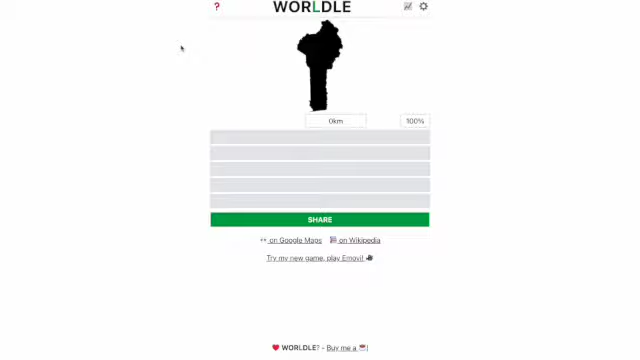 ?
WORLDLE
0km 100%
SHARE
on Google Maps on Wikipedia
Try my new game, play Emovi!
WORLDLE? - Buy me a !